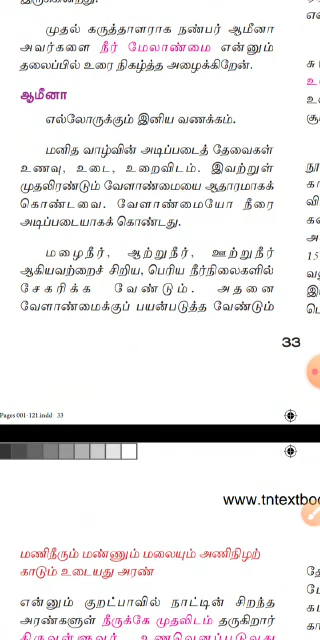 முதல் கருத்தாளராக நண்பர் ஆமீனா
அவர்களை நீர் மேலாண்மை என்னும்
தலைப்பில் உரை நிகழ்த்த அழைக்கிறேன்.
ஆமீனா
எல்லோருக்கும் இனிய வணக்கம்.
மனித வாழ்வின் அடிப்படைத் தேவைகள்
உணவு, உடை, உறைவிடம். இவற்றுள்
முதலிரண்டும் வேளாண்மையை ஆதாரமாகக்
கொண்டவை. வேளாண்மையோ நீரை
அடிப்படையாகக் கொண்டது.
மழைநீர், ஆற்றுநீர், ஊற்றுநீர்
ஆகியவற்றைச் சிறிய, பெரிய நீர்நிலைகளில்
சேகரிக்க வேண்டும். அதனை
வேளாண்மைக்குப் பயன்படுத்த வேண்டும்
33
Pages 001-121.indd 33
www.tntextboo
மணிநீரும் மண்ணும் மலையும் அணிநிழற்
காடும் உடையது அரண்
என்னும் குறட்பாவில் நாட்டின் சிறந்த
அரண்களுள் நீருக்கே முதலிடம் தருகிறார்